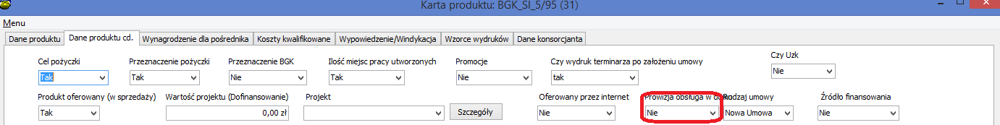 Karta produktu: BGK_SI_5/95 (31)
Menu
Dane produktu Dane produktu cd. Wynagrodzenie dla pośrednika Koszty kwalifikowane Wypowiedzenie/Windykacja Wzorce wydruków Dane konsorcjanta
Cel pożyczki Przeznaczenie pożyczki Przeznaczenie BGK Ilość miejsc pracy utworzonych Promocje Czy wydruk terminarza po założeniu umowy Czy Uzk
Tak Tak Nie Tak Nie tak Nie
Produkt oferowany (w sprzedaży) Wartość projektu (Dofinansowanie) Projekt Oferowany przez internet Prowizja obsługa w Rodzaj umowy Źródło finansowania
Tak 0,00 zł Szczegóły Nie Nie Nowa Umowa Nie